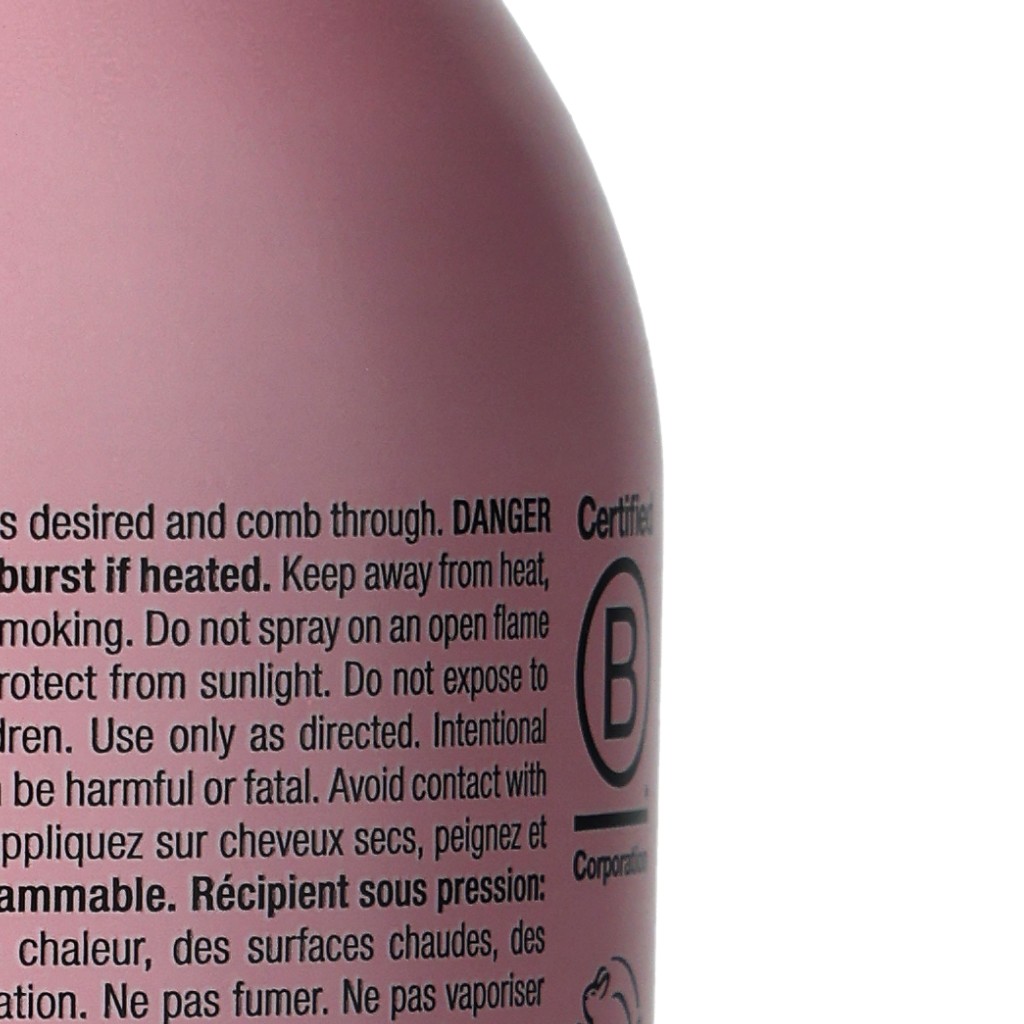 s desired and comb through. DANGER
burst if heated. Keep away from heat,
moking. Do not spray on an open flame
rotect from sunlight. Do not expose to
dren. Use only as directed. Intentional
be harmful or fatal. Avoid contact with
ppliquez sur cheveux secs, peignez et
ammable. Récipient sous pression:
chaleur, des surfaces chaudes, des
ation. Ne pas fumer. Ne pas vaporiser
Certified
B
Corporation